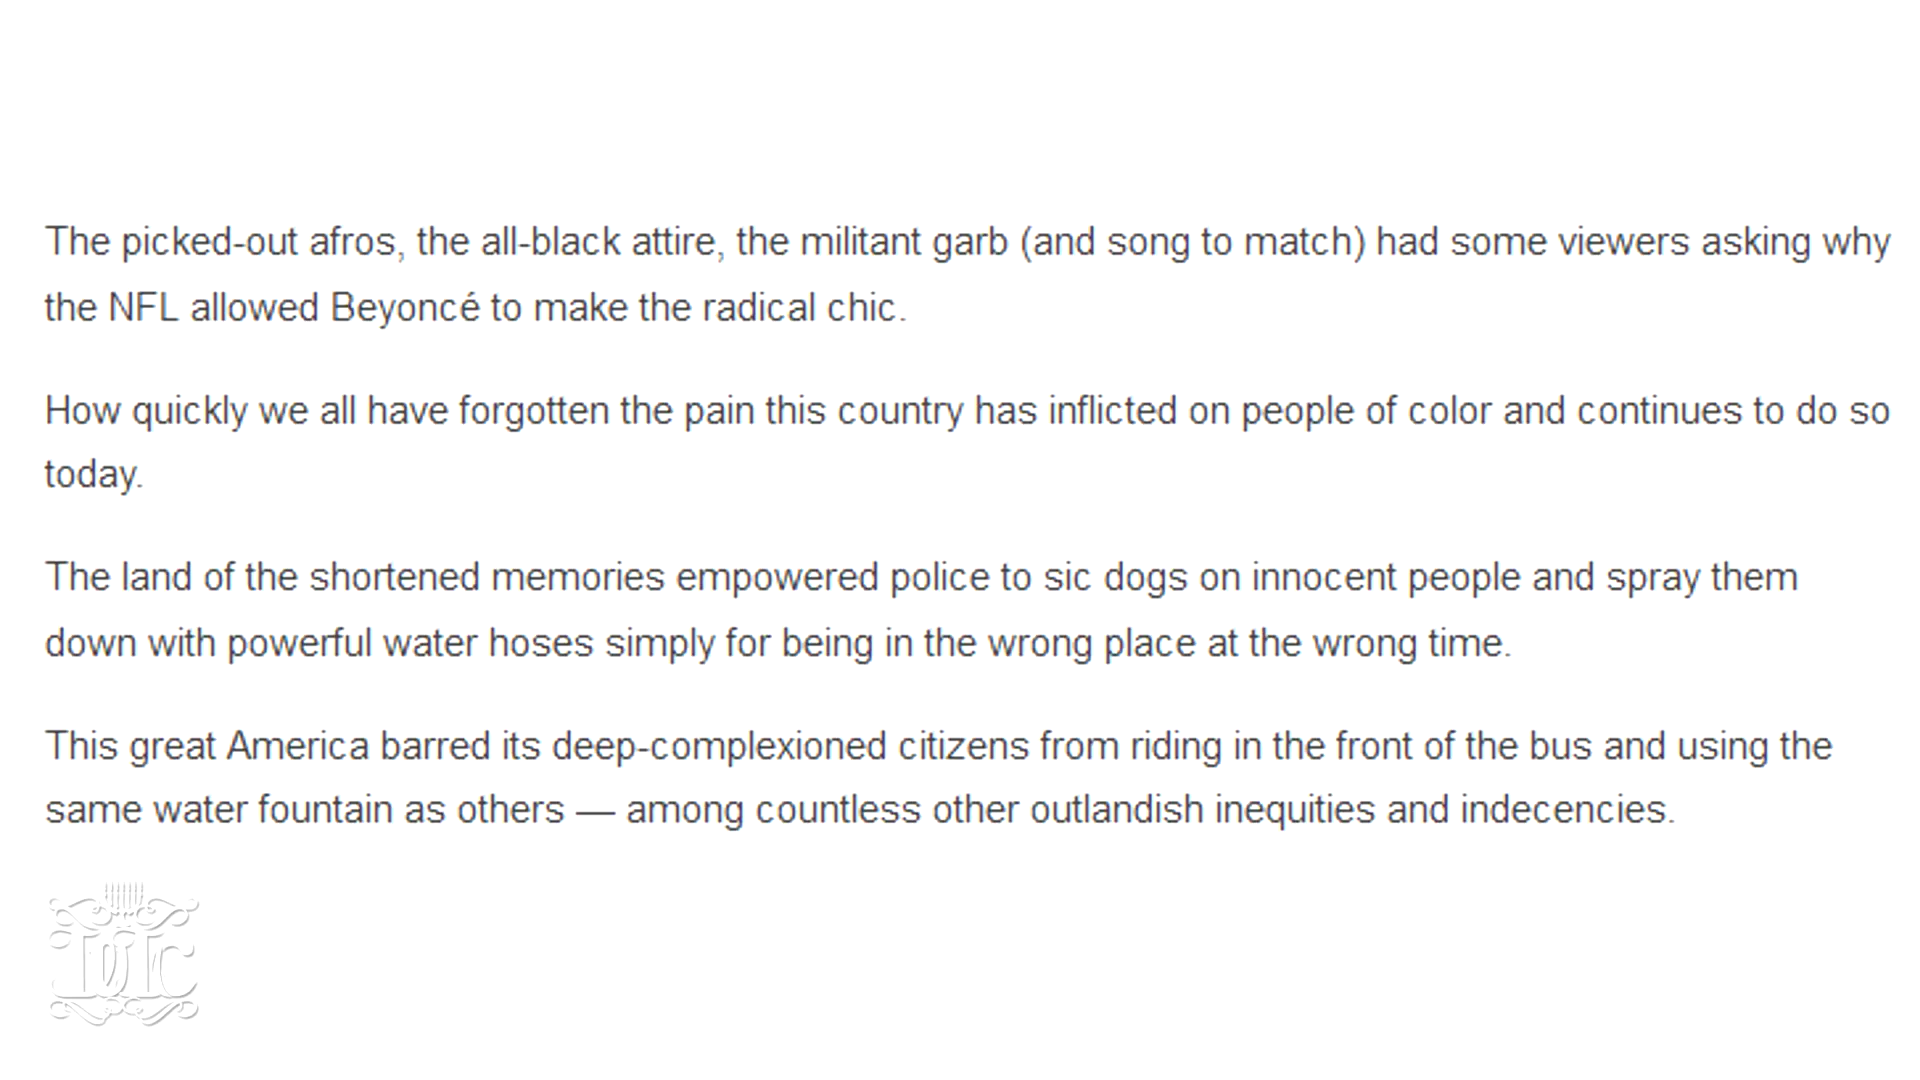 The picked-out afros, the all-black attire, the militant garb (and song to match) had some viewers asking why
the NFL allowed Beyoncé to make the radical chic.
How quickly we all have forgotten the pain this country has inflicted on people of color and continues to do so
today.
The land of the shortened memories empowered police to sic dogs on innocent people and spray them
down with powerful water hoses simply for being in the wrong place at the wrong time.
This great America barred its deep-complexioned citizens from riding in the front of the bus and using the
same water fountain as others — among countless other outlandish inequities and indecencies.